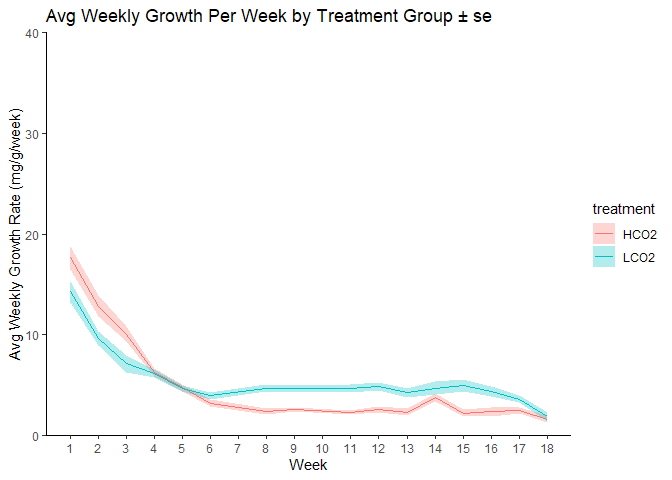 Avg Weekly Growth Per Week by Treatment Group ± se
Avg Weekly Growth Rate (mg/g/week)
40
30
20
10
0
1 2 3 4 5 6 7 8 9 10 11 12 13 14 15 16 17 18
Week
treatment
HCO2
LCO2